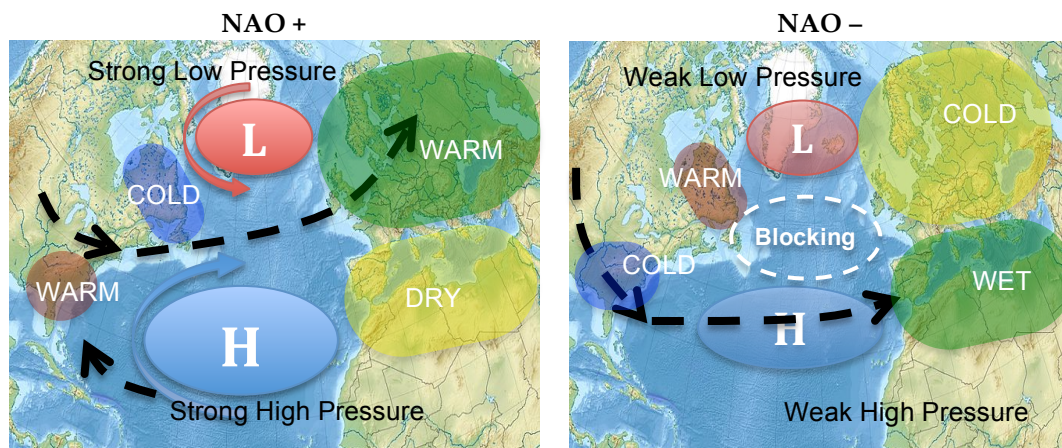 NAO +
Strong Low Pressure
L
WARM
COLD
WARM
DRY
H
Strong High Pressure
NAO –
Weak Low Pressure
COLD
L
WARM
Blocking
COLD
WET
H
Weak High Pressure